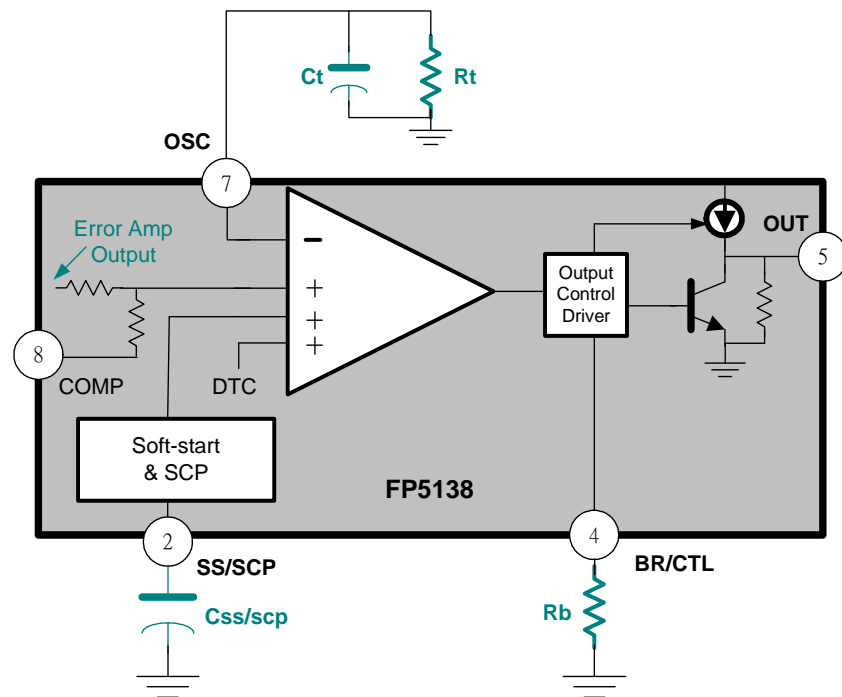 Ct
Rt
OSC
7
Error Amp
Output
OUT
5
Output
Control
Driver
8
COMP
DTC
Soft-start
& SCP
FP5138
2
4
SS/SCP
BR/CTL
Css/scp
Rb